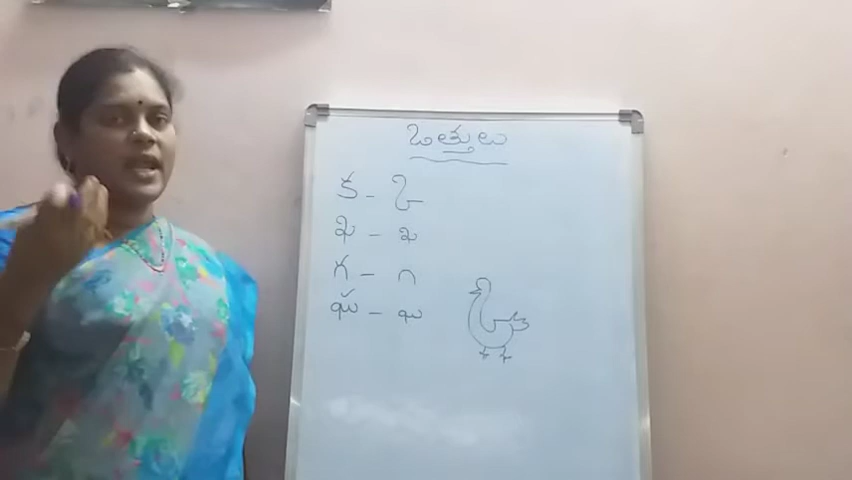 ఒత్తులు
క - ్క
ఖ - ్ఖ
గ - ్గ
ఘ - ్ఘ